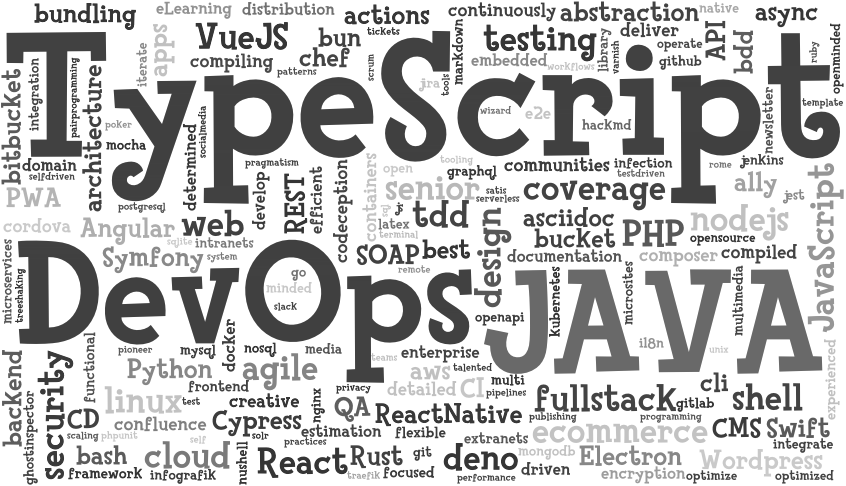 bundling
eLearning
distribution
actions
continuously
abstraction
native
async
VueJS
bun
tickets
testing
deliver
API
apps
compiling
chef
patterns
scrum
markdown
embedded
workflows
library
varnish
operate
github
bdd
ruby
openminded
TypeScript
iterate
integration
pairprogramming
bitbucket
architecture
poker
mocha
socialmedia
determined
jira
tools
wizard
e2e
hackmd
newsletter
template
domain
selfdriven
pragmatism
tooling
graphql
communities
infection
testdriven
rome
jenkins
PWA
postgresql
develop
REST
efficient
codeception
containers
open
senior
satis
serverless
coverage
ally
jest
JavaScript
cordova
Angular
web
sqlite
intranets
js
sql
latex
terminal
tdd
design
asciidoc
bucket
PHP
nodejs
opensource
microservices
treeshaking
Symfony
system
SOAP
best
remote
documentation
composer
compiled
DevOps
go
minded
slack
openapi
kubernetes
JAVA
microsites
il8n
unix
multimedia
functional
pioneer
mysql
docker
nosql
media
teams
enterprise
talented
experienced
backend
security
Python
agile
privacy
aws
detailed
CI
multi
pipelines
fullstack
gitlab
cli
shell
frontend
linux
test
creative
nginx
QA
ReactNative
publishing
programming
ghostinspector
CD
scaling
phpunit
confluence
self
Cypress
solr
practices
estimation
flexible
extranets
ecommerce
CMS
Swift
integrate
bash
framework
cloud
infografik
nushell
React
traefik
Rust
git
focused
deno
performance
mongodb
driven
Electron
encryption
optimize
Wordpress
optimized